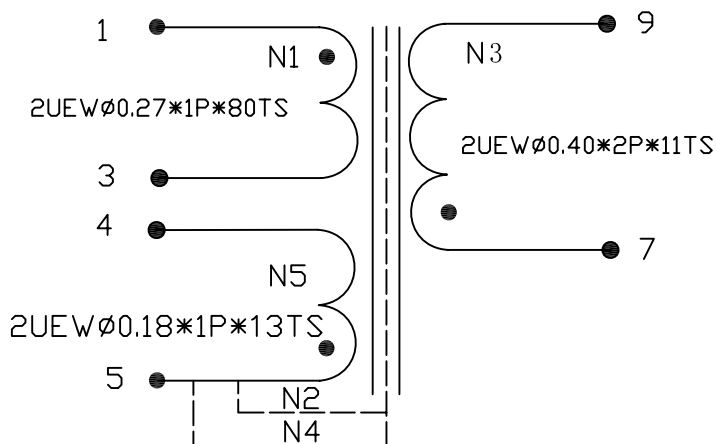 1
N1
2UEWØ0.27*1P*80TS
3
4
N5
2UEWØ0.18*1P*13TS
5
N2
N4
9
N3
2UEWØ0.40*2P*11TS
7